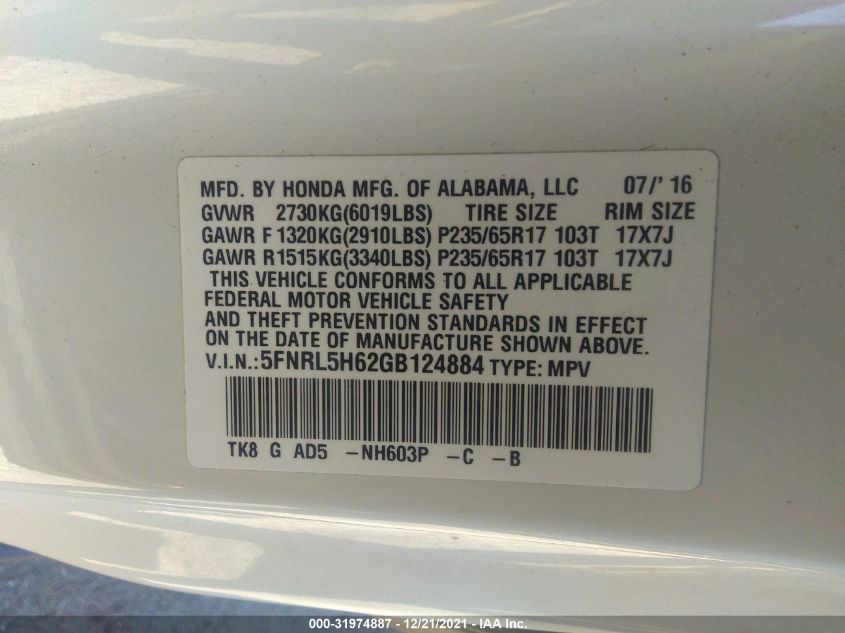 MFD. BY HONDA MFG. OF ALABAMA, LLC 07/' 16
GVWR 2730KG(6019LBS) TIRE SIZE RIM SIZE
GAWR F 1320KG(2910LBS) P235/65R17 103T 17X7J
GAWR R1515KG(3340LBS) P235/65R17 103T 17X7J
THIS VEHICLE CONFORMS TO ALL APPLICABLE
FEDERAL MOTOR VEHICLE SAFETY
AND THEFT PREVENTION STANDARDS IN EFFECT
ON THE DATE OF MANUFACTURE SHOWN ABOVE.
V.I.N.:5FNRL5H62GB124884 TYPE: MPV
TK8 G AD5 –NH603P –C –B
000-31974887 - 12/21/2021 - IAA Inc.